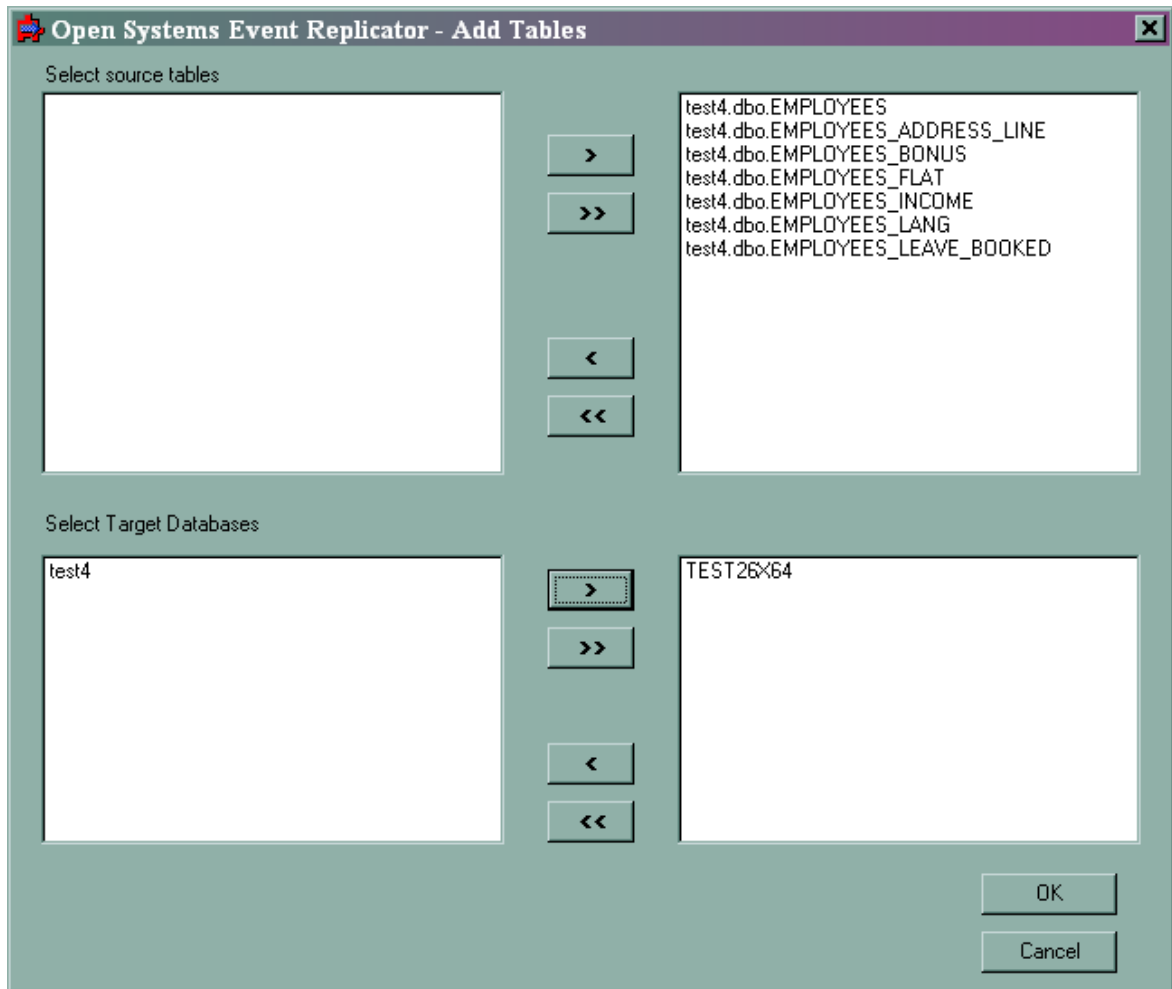 Open Systems Event Replicator - Add Tables
Select source tables
test4.dbo.EMPLOYEES
test4.dbo.EMPLOYEES_ADDRESS_LINE
test4.dbo.EMPLOYEES_BONUS
test4.dbo.EMPLOYEES_FLAT
test4.dbo.EMPLOYEES_INCOME
test4.dbo.EMPLOYEES_LANG
test4.dbo.EMPLOYEES_LEAVE_BOOKED
>
>>
<
<<
Select Target Databases
test4
TEST26X64
>
>>
<
<<
OK
Cancel